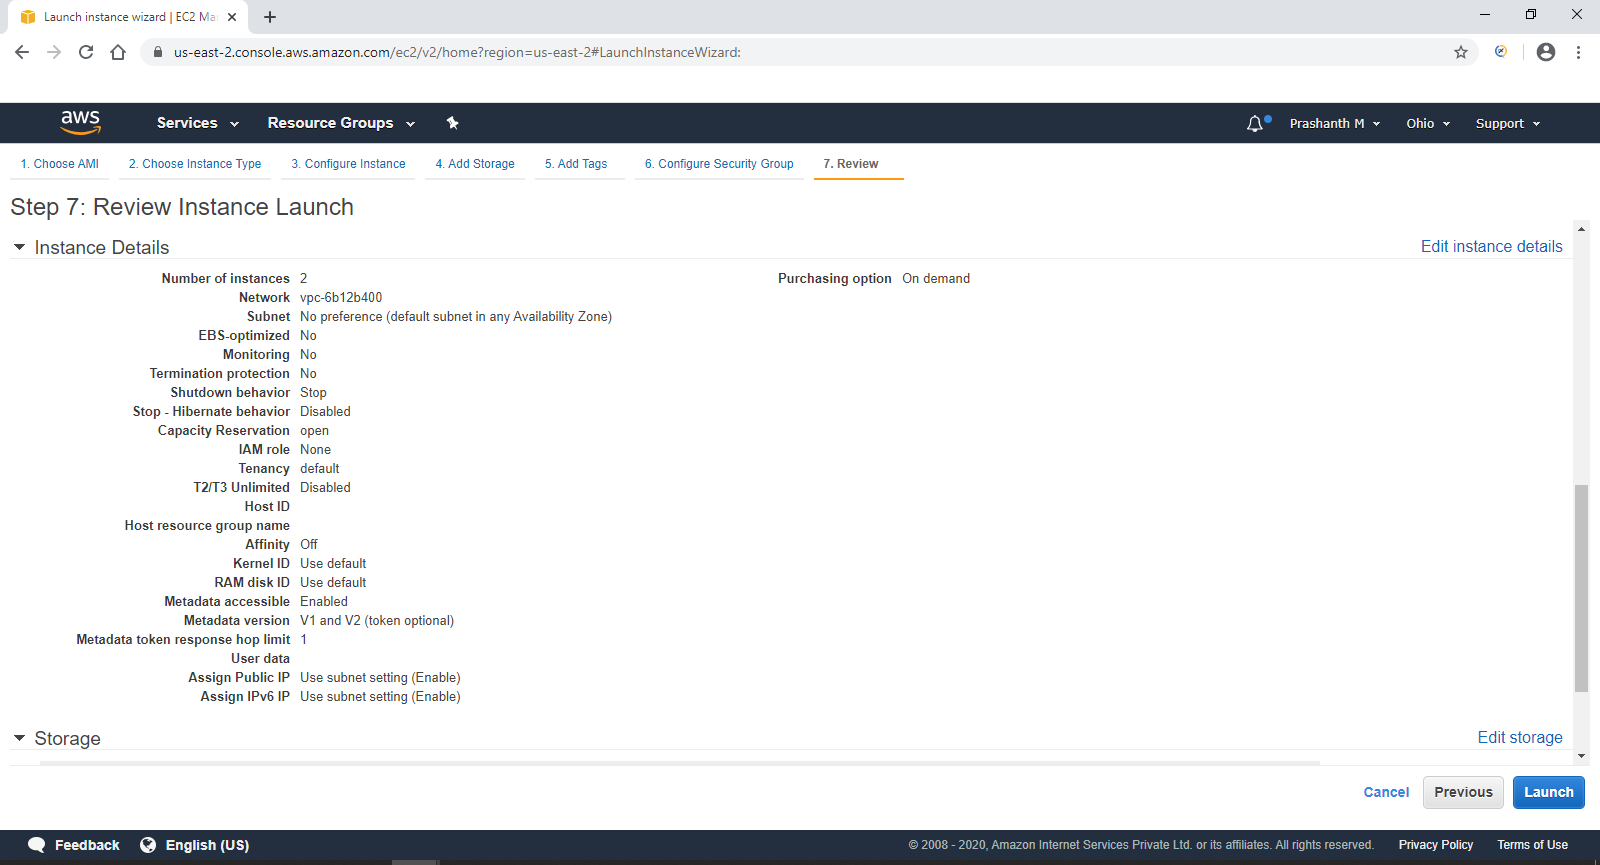 Launch instance wizard | EC2 Ma
us-east-2.console.aws.amazon.com/ec2/v2/home?region=us-east-2#LaunchInstanceWizard:
aws Services Resource Groups Prashanth M Ohio Support
1. Choose AMI 2. Choose Instance Type 3. Configure Instance 4. Add Storage 5. Add Tags 6. Configure Security Group 7. Review
Step 7: Review Instance Launch
Instance Details Edit instance details
Number of instances 2 Purchasing option On demand
Network vpc-6b12b400
Subnet No preference (default subnet in any Availability Zone)
EBS-optimized No
Monitoring No
Termination protection No
Shutdown behavior Stop
Stop - Hibernate behavior Disabled
Capacity Reservation open
IAM role None
Tenancy default
T2/T3 Unlimited Disabled
Host ID
Host resource group name
Affinity Off
Kernel ID Use default
RAM disk ID Use default
Metadata accessible Enabled
Metadata version V1 and V2 (token optional)
Metadata token response hop limit 1
User data
Assign Public IP Use subnet setting (Enable)
Assign IPv6 IP Use subnet setting (Enable)
Storage Edit storage
Cancel Previous Launch
Feedback English (US) © 2008 - 2020, Amazon Internet Services Private Ltd. or its affiliates. All rights reserved. Privacy Policy Terms of Use